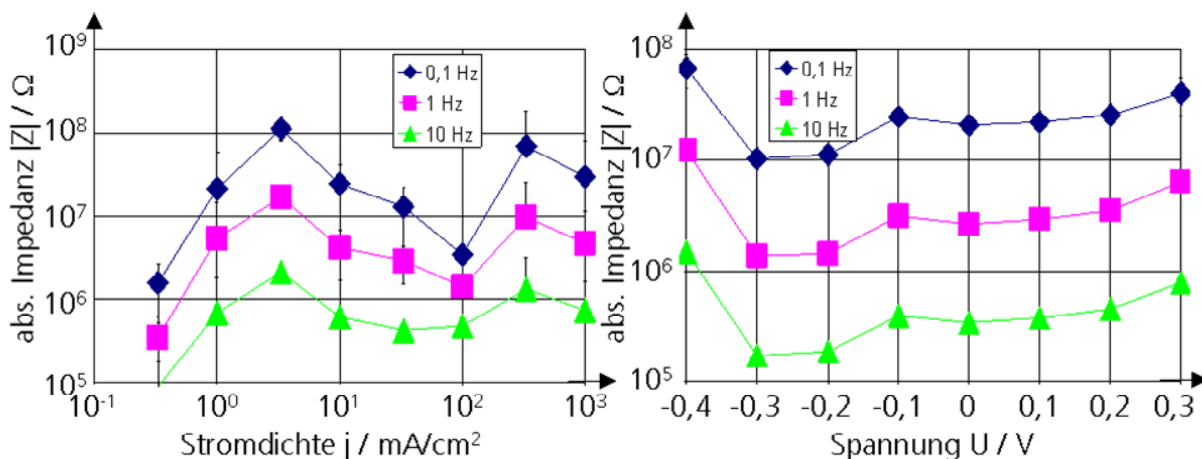 abs. Impedanz |Z| / Ω
10⁹
10⁸
10⁷
10⁶
10⁵
0,1 Hz
1 Hz
10 Hz
10⁻¹ 10⁰ 10¹ 10² 10³
Stromdichte j / mA/cm²
abs. Impedanz |Z| / Ω
10⁸
10⁷
10⁶
10⁵
0,1 Hz
1 Hz
10 Hz
-0,4 -0,3 -0,2 -0,1 0 0,1 0,2 0,3
Spannung U / V